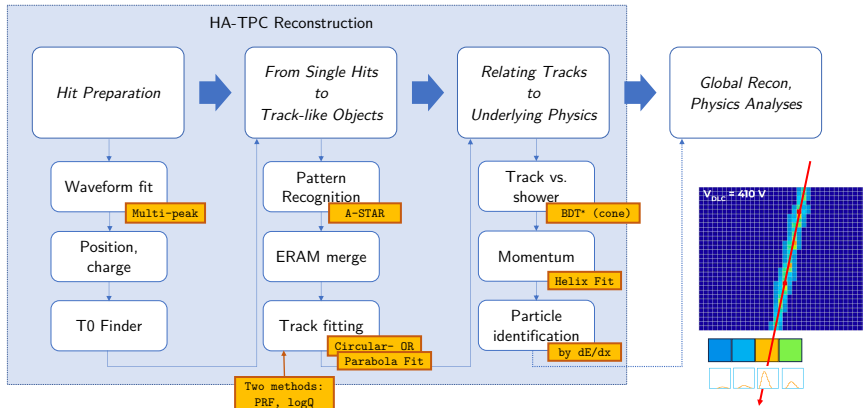 HA-TPC Reconstruction
Hit Preparation
From Single Hits
to
Track-like Objects
Relating Tracks
to
Underlying Physics
Global Recon,
Physics Analyses
Waveform fit
Multi-peak
Position,
charge
T0 Finder
Pattern
Recognition
A-STAR
ERAM merge
Track fitting
Circular- OR
Parabola Fit
Two methods:
PRF, logQ
Track vs.
shower
BDT* (cone)
Momentum
Helix Fit
Particle
identification
by dE/dx
V_DLC = 410 V